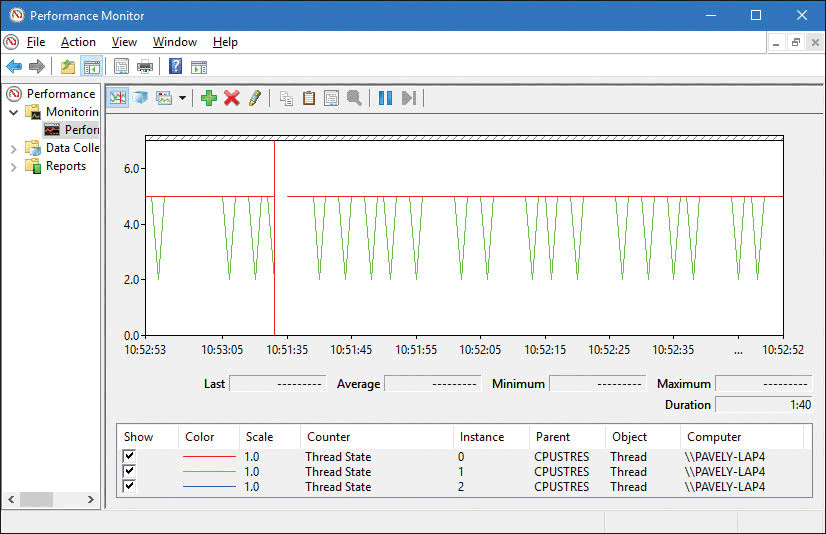 Performance Monitor
File Action View Window Help
Performance
Monitorin
Perforr
Data Colle
Reports
6.0
4.0
2.0
0.0
10:52:53 10:53:05 10:51:35 10:51:45 10:51:55 10:52:05 10:52:15 10:52:25 10:52:35 ... 10:52:52
Last --------- Average --------- Minimum --------- Maximum ---------
Duration 1:40
Show Color Scale Counter Instance Parent Object Computer
1.0 Thread State 0 CPUSTRES Thread \\PAVELY-LAP4
1.0 Thread State 1 CPUSTRES Thread \\PAVELY-LAP4
1.0 Thread State 2 CPUSTRES Thread \\PAVELY-LAP4